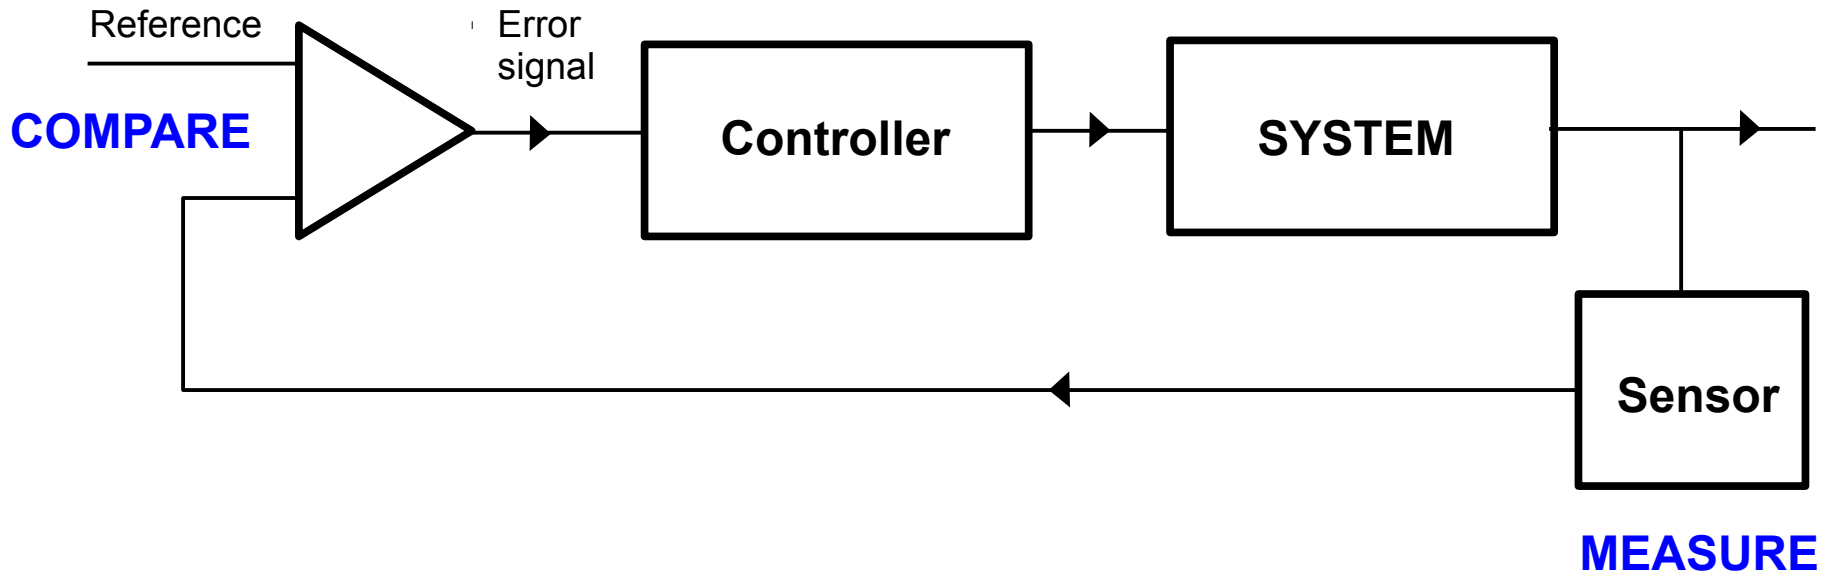 Reference
Error
signal
COMPARE
Controller
SYSTEM
Sensor
MEASURE